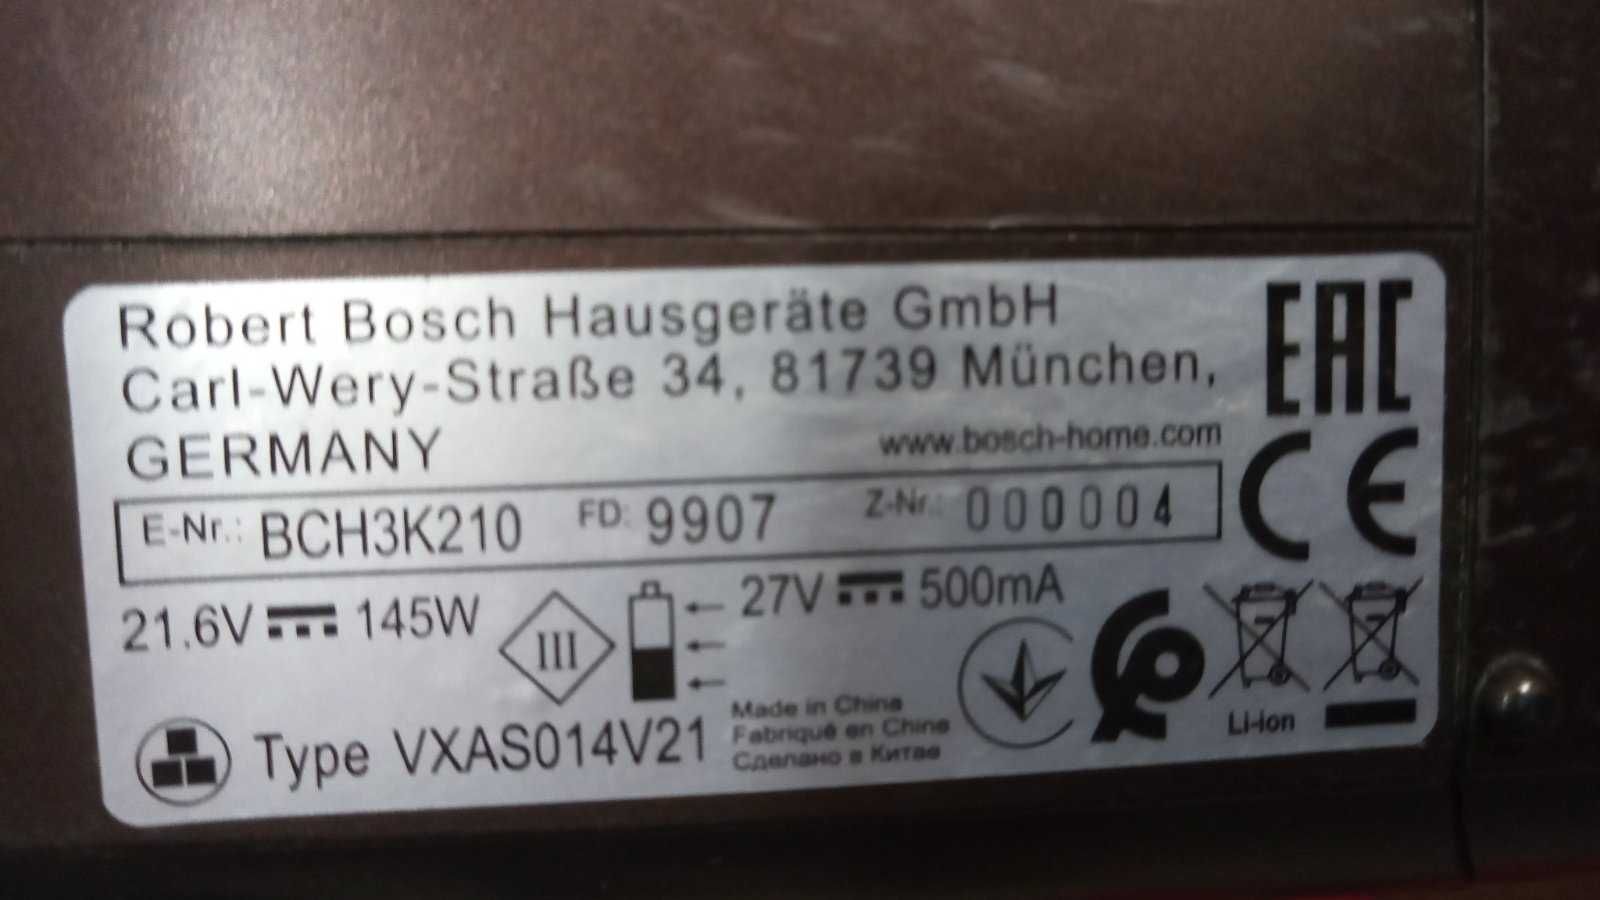 Robert Bosch Hausgeräte GmbH
Carl-Wery-Straße 34, 81739 München,
GERMANY
www.bosch-home.com
E-Nr.: BCH3K210 FD: 9907 Z-Nr.: 000004
21.6V 145W III 27V 500mA
Type VXAS014V21
Made in China
Fabriqué en Chine
Сделано в Китае
EAC
CE
Li-ion